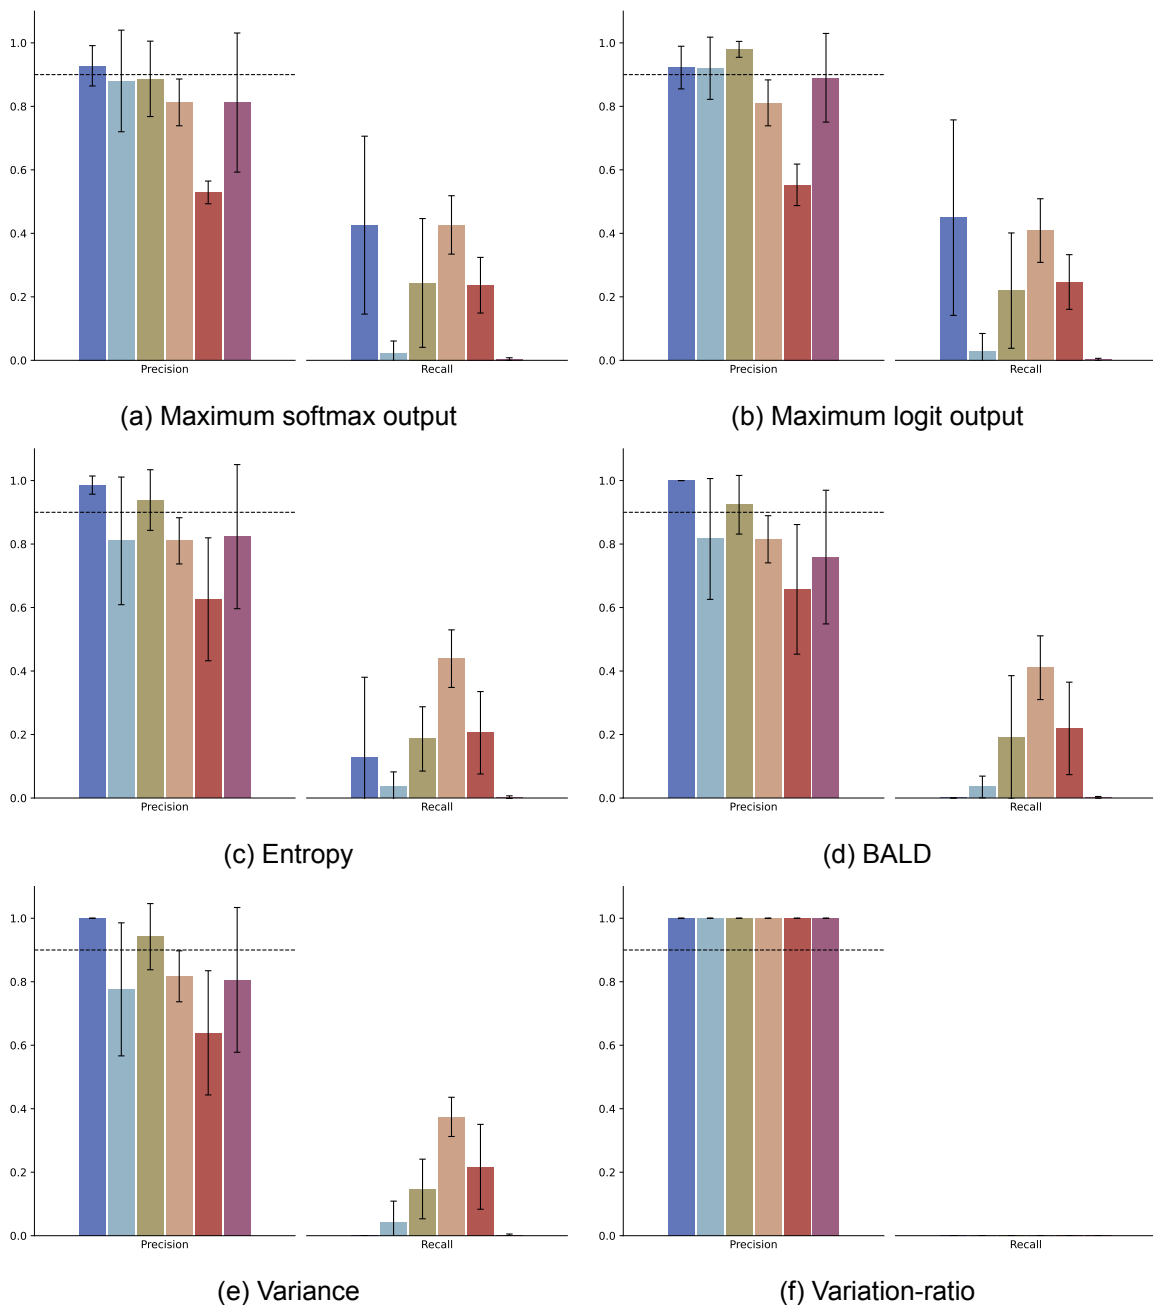 1.0
0.8
0.6
0.4
0.2
0.0
Precision
Recall
(a) Maximum softmax output
1.0
0.8
0.6
0.4
0.2
0.0
Precision
Recall
(b) Maximum logit output
1.0
0.8
0.6
0.4
0.2
0.0
Precision
Recall
(c) Entropy
1.0
0.8
0.6
0.4
0.2
0.0
Precision
Recall
(d) BALD
1.0
0.8
0.6
0.4
0.2
0.0
Precision
Recall
(e) Variance
1.0
0.8
0.6
0.4
0.2
0.0
Precision
Recall
(f) Variation-ratio